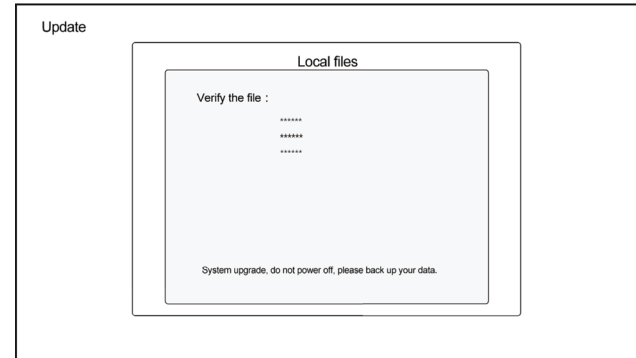 Update
Local files
Verify the file：
******
******
******
System upgrade, do not power off, please back up your data.